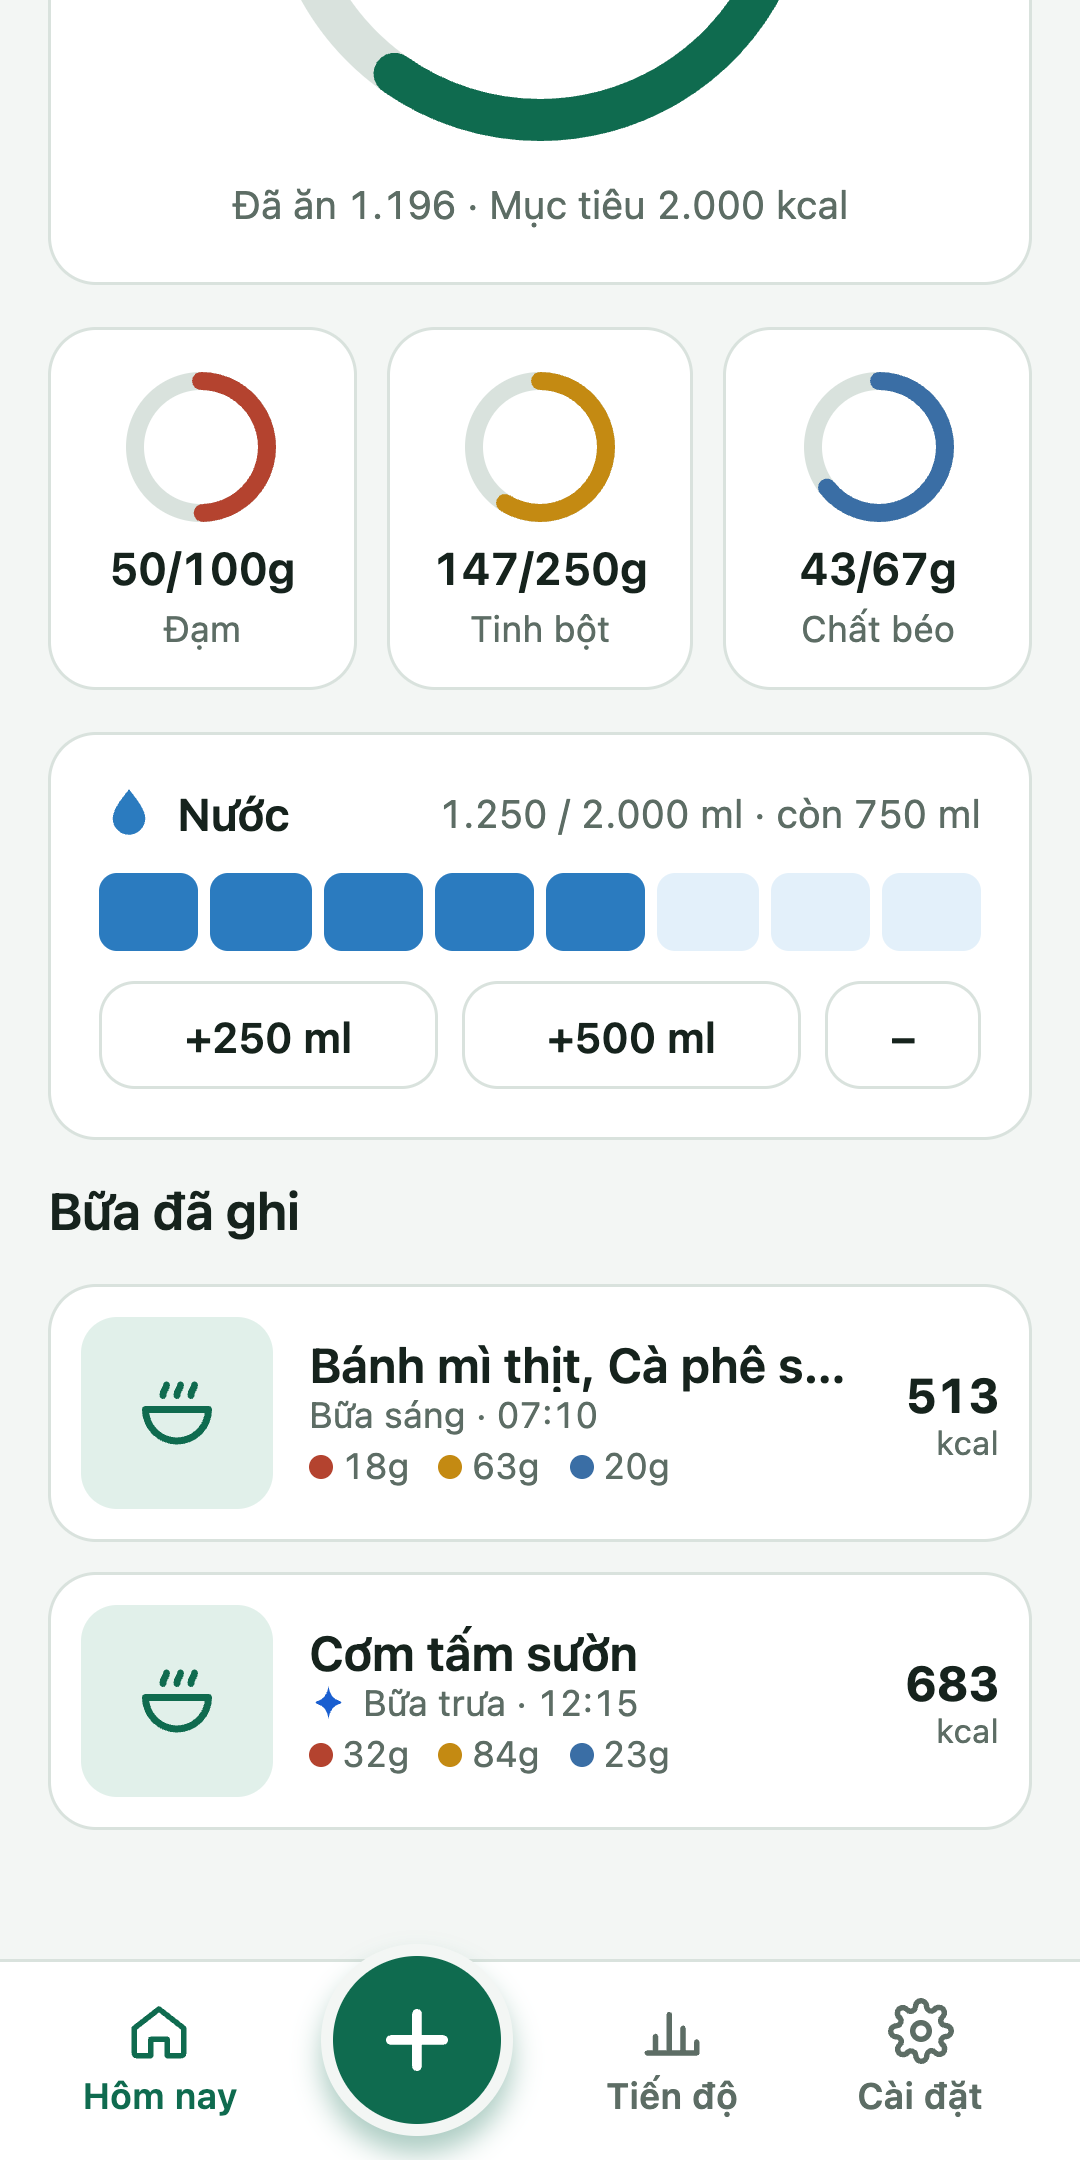 Đã ăn 1.196 · Mục tiêu 2.000 kcal
50/100g
Đạm
147/250g
Tinh bột
43/67g
Chất béo
Nước
1.250 / 2.000 ml · còn 750 ml
+250 ml
+500 ml
−
Bữa đã ghi
Bánh mì thịt, Cà phê s...
Bữa sáng · 07:10
18g 63g 20g
513
kcal
Cơm tấm sườn
Bữa trưa · 12:15
32g 84g 23g
683
kcal
Hôm nay
Tiến độ
Cài đặt